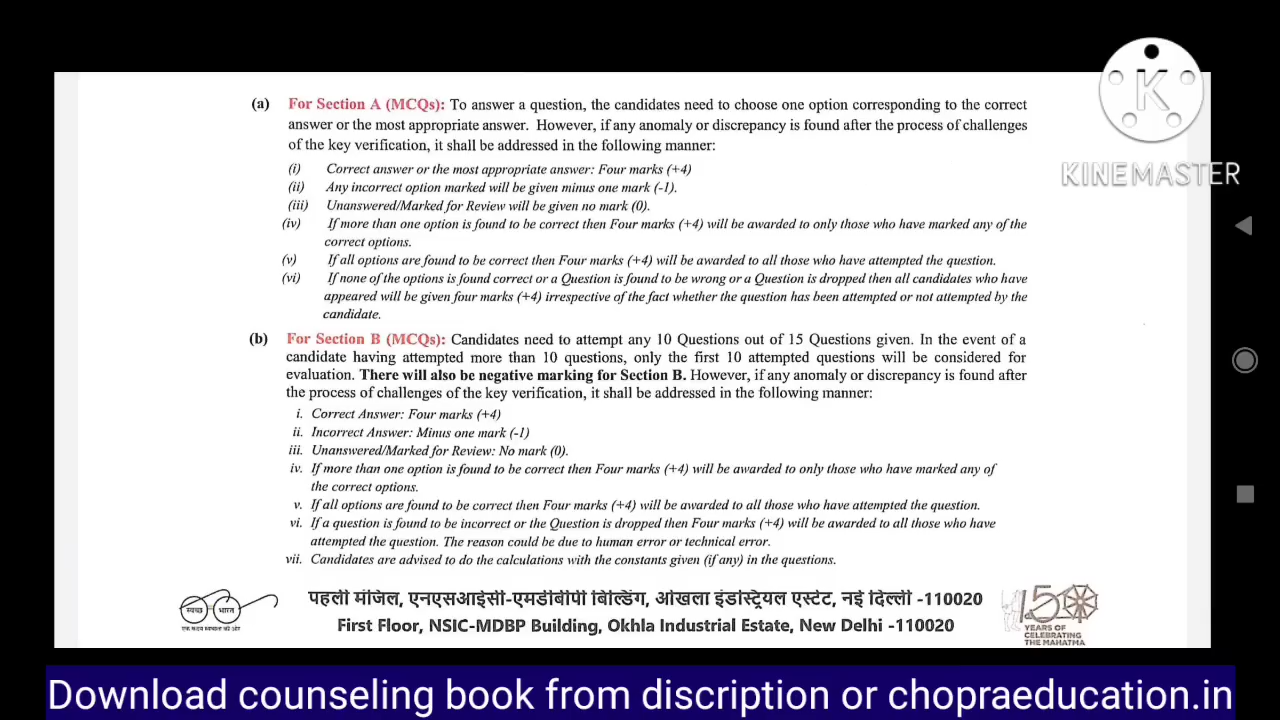 (a) For Section A (MCQs): To answer a question, the candidates need to choose one option corresponding to the correct
answer or the most appropriate answer. However, if any anomaly or discrepancy is found after the process of challenges
of the key verification, it shall be addressed in the following manner:
(i) Correct answer or the most appropriate answer: Four marks (+4)
(ii) Any incorrect option marked will be given minus one mark (-1).
(iii) Unanswered/Marked for Review will be given no mark (0).
(iv) If more than one option is found to be correct then Four marks (+4) will be awarded to only those who have marked any of the
correct options.
(v) If all options are found to be correct then Four marks (+4) will be awarded to all those who have attempted the question.
(vi) If none of the options is found correct or a Question is found to be wrong or a Question is dropped then all candidates who have
appeared will be given four marks (+4) irrespective of the fact whether the question has been attempted or not attempted by the
candidate.
(b) For Section B (MCQs): Candidates need to attempt any 10 Questions out of 15 Questions given. In the event of a
candidate having attempted more than 10 questions, only the first 10 attempted questions will be considered for
evaluation. There will also be negative marking for Section B. However, if any anomaly or discrepancy is found after
the process of challenges of the key verification, it shall be addressed in the following manner:
i. Correct Answer: Four marks (+4)
ii. Incorrect Answer: Minus one mark (-1)
iii. Unanswered/Marked for Review: No mark (0).
iv. If more than one option is found to be correct then Four marks (+4) will be awarded to only those who have marked any of
the correct options.
v. If all options are found to be correct then Four marks (+4) will be awarded to all those who have attempted the question.
vi. If a question is found to be incorrect or the Question is dropped then Four marks (+4) will be awarded to all those who have
attempted the question. The reason could be due to human error or technical error.
vii. Candidates are advised to do the calculations with the constants given (if any) in the questions.
स्वच्छ भारत
एक कदम स्वच्छता की ओर
पहली मंजिल, एनएसआईसी-एमडीबीपी बिल्डिंग, ओखला इंडस्ट्रियल एस्टेट, नई दिल्ली -110020
First Floor, NSIC-MDBP Building, Okhla Industrial Estate, New Delhi -110020
150
YEARS OF
CELEBRATING
THE MAHATMA
K
KINEMASTER
Download counseling book from discription or chopraeducation.in